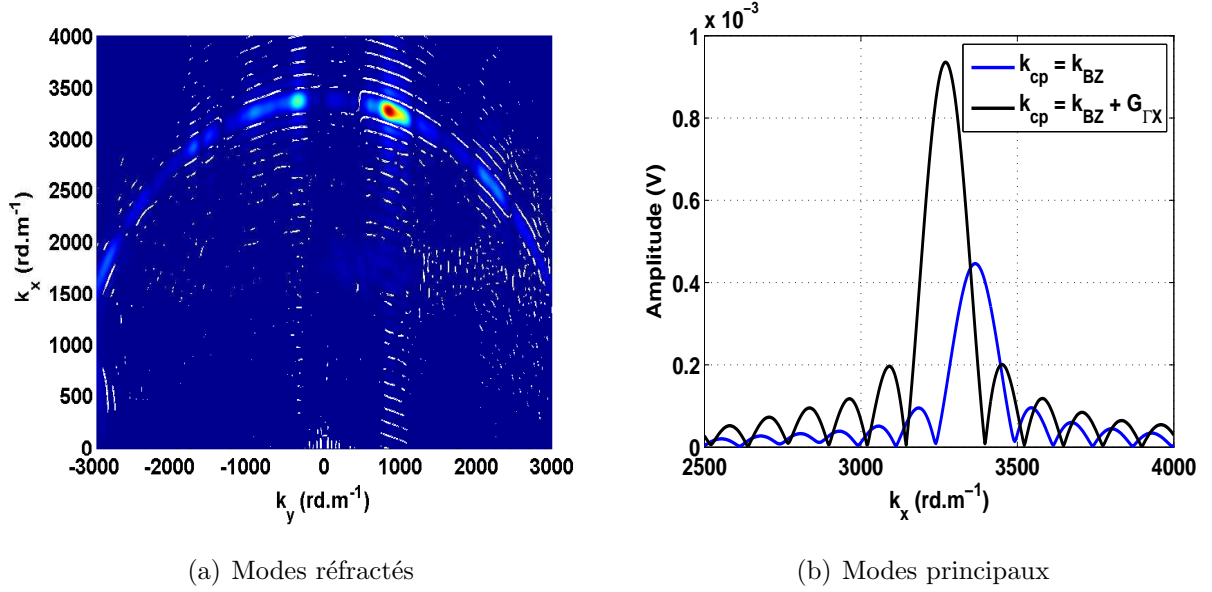 4000
3500
3000
2500
2000
1500
1000
500
0
k_x (rd.m^-1)
-3000 -2000 -1000 0 1000 2000 3000
k_y (rd.m^-1)
(a) Modes réfractés
x 10^−3
1
0.8
0.6
0.4
0.2
0
Amplitude (V)
k_cp = k_BZ
k_cp = k_BZ + G_ΓX
2500 3000 3500 4000
k_x (rd.m^−1)
(b) Modes principaux